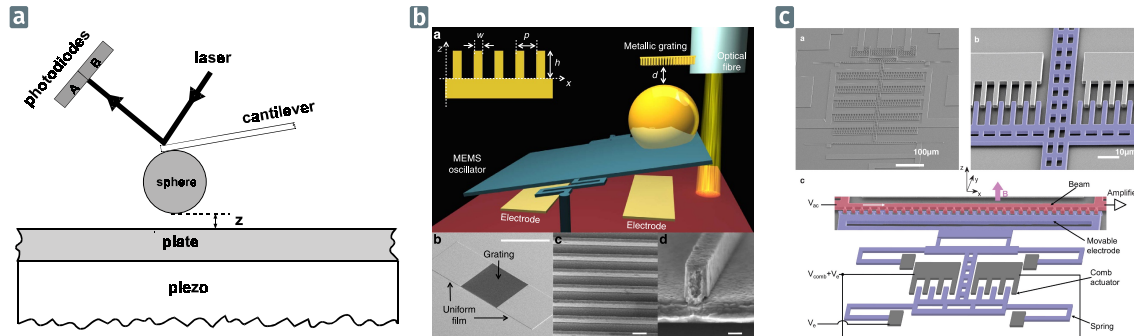 a
photodiodes
A
B
laser
cantilever
sphere
z
plate
piezo
b
a
z
w
p
h
x
Metallic grating
d
Optical
fibre
MEMS
oscillator
Electrode
Electrode
b
Grating
Uniform
film
c
d
c
a
100μm
b
10μm
c
z
y
x
B
Beam
Amplifie
Vac
Movable
electrode
Vcomb+Ve
Comb
actuator
Ve
Spring